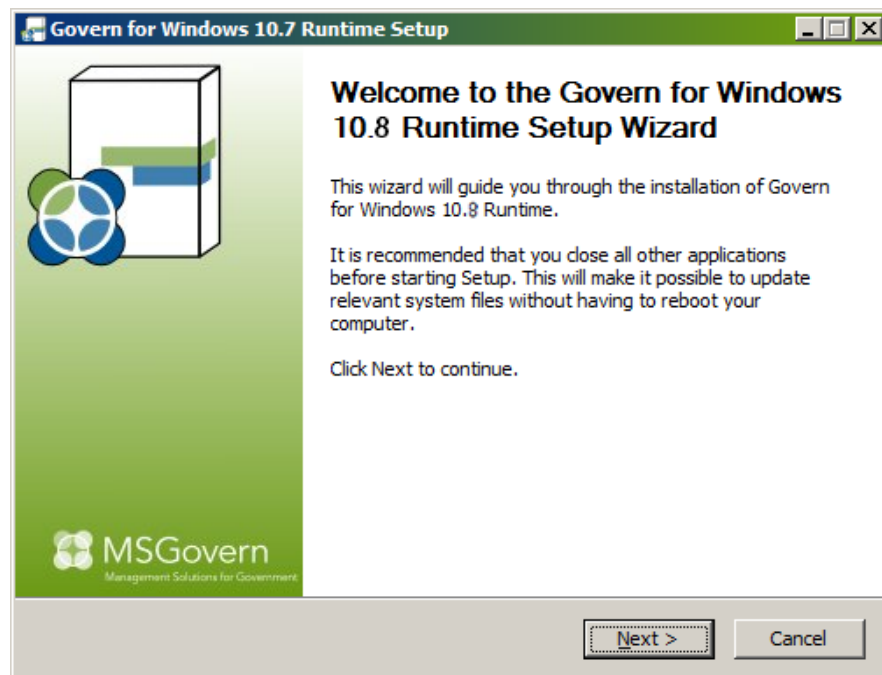 Govern for Windows 10.7 Runtime Setup
Welcome to the Govern for Windows
10.8 Runtime Setup Wizard
This wizard will guide you through the installation of Govern
for Windows 10.8 Runtime.
It is recommended that you close all other applications
before starting Setup. This will make it possible to update
relevant system files without having to reboot your
computer.
Click Next to continue.
MSGovern
Management Solutions for Government
Next >
Cancel